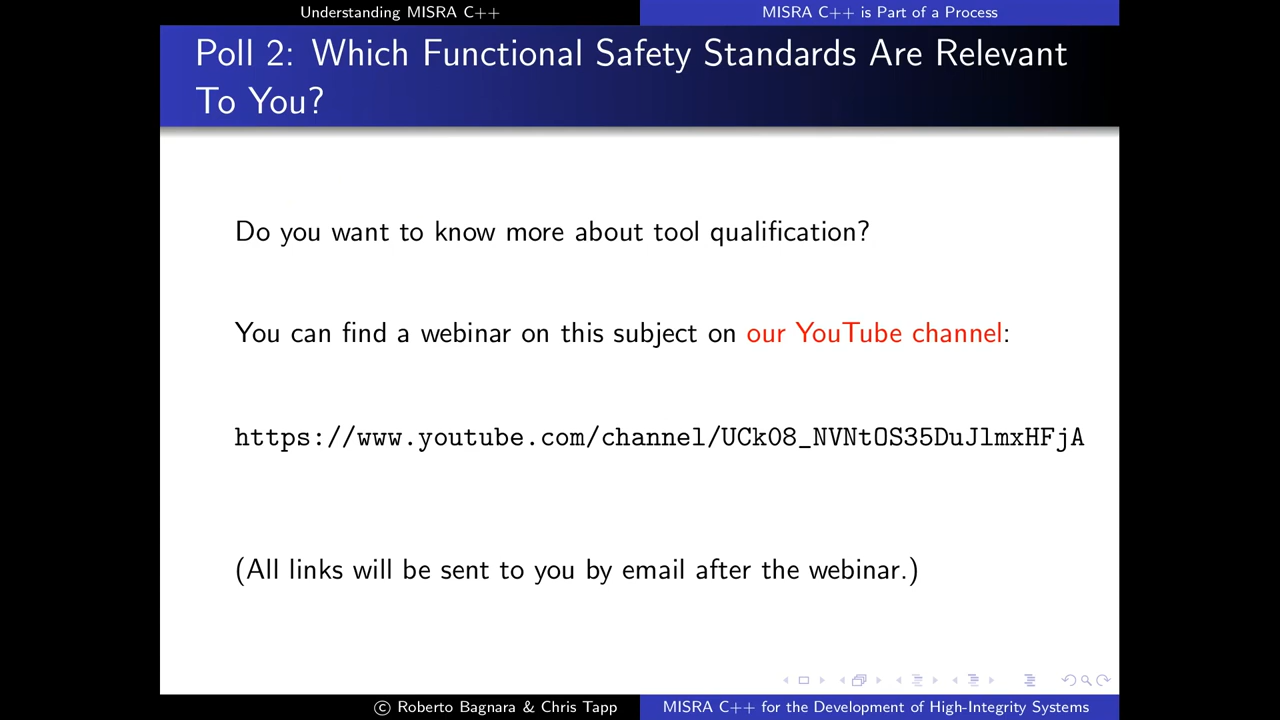 Understanding MISRA C++
MISRA C++ is Part of a Process
Poll 2: Which Functional Safety Standards Are Relevant
To You?
Do you want to know more about tool qualification?
You can find a webinar on this subject on our YouTube channel:
https://www.youtube.com/channel/UCk08_NVNtOS35DuJlmxHFjA
(All links will be sent to you by email after the webinar.)
© Roberto Bagnara & Chris Tapp
MISRA C++ for the Development of High-Integrity Systems